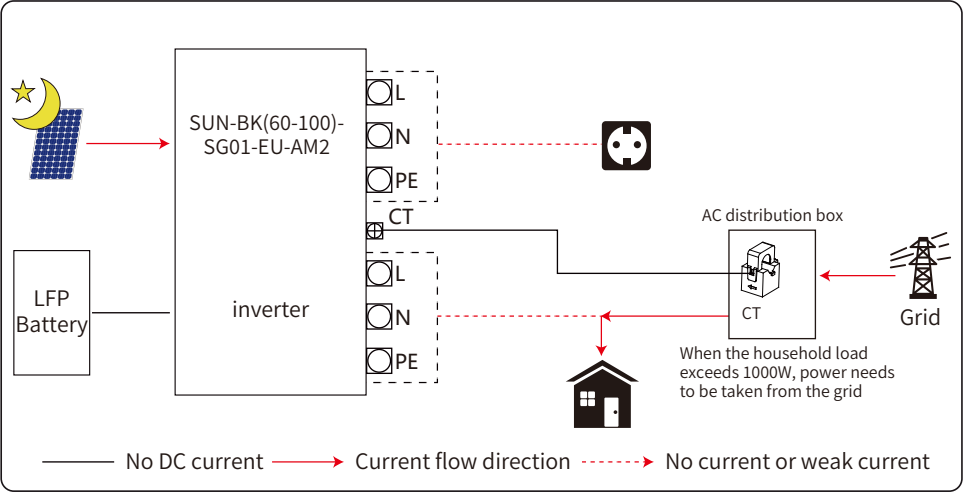 SUN-BK(60-100)-
SG01-EU-AM2
inverter
L
N
PE
CT
L
N
PE
LFP
Battery
AC distribution box
CT
Grid
When the household load
exceeds 1000W, power needs
to be taken from the grid
No DC current
Current flow direction
No current or weak current